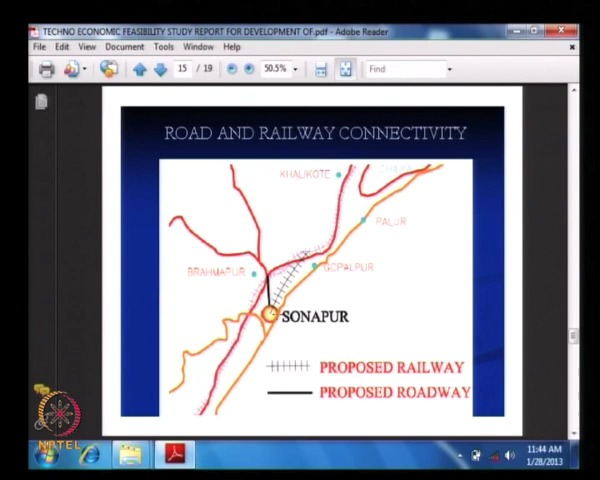 TECHNO ECONOMIC FEASIBILITY STUDY REPORT FOR DEVELOPMENT OF.pdf - Adobe Reader
File Edit View Document Tools Window Help
15 / 19 50.5% Find
ROAD AND RAILWAY CONNECTIVITY
KHALIKOTE
CHILKA
PALUR
BRAHMAPUR
GOPALPUR
SONAPUR
PROPOSED RAILWAY
PROPOSED ROADWAY
NPTEL
11:44 AM
1/28/2013